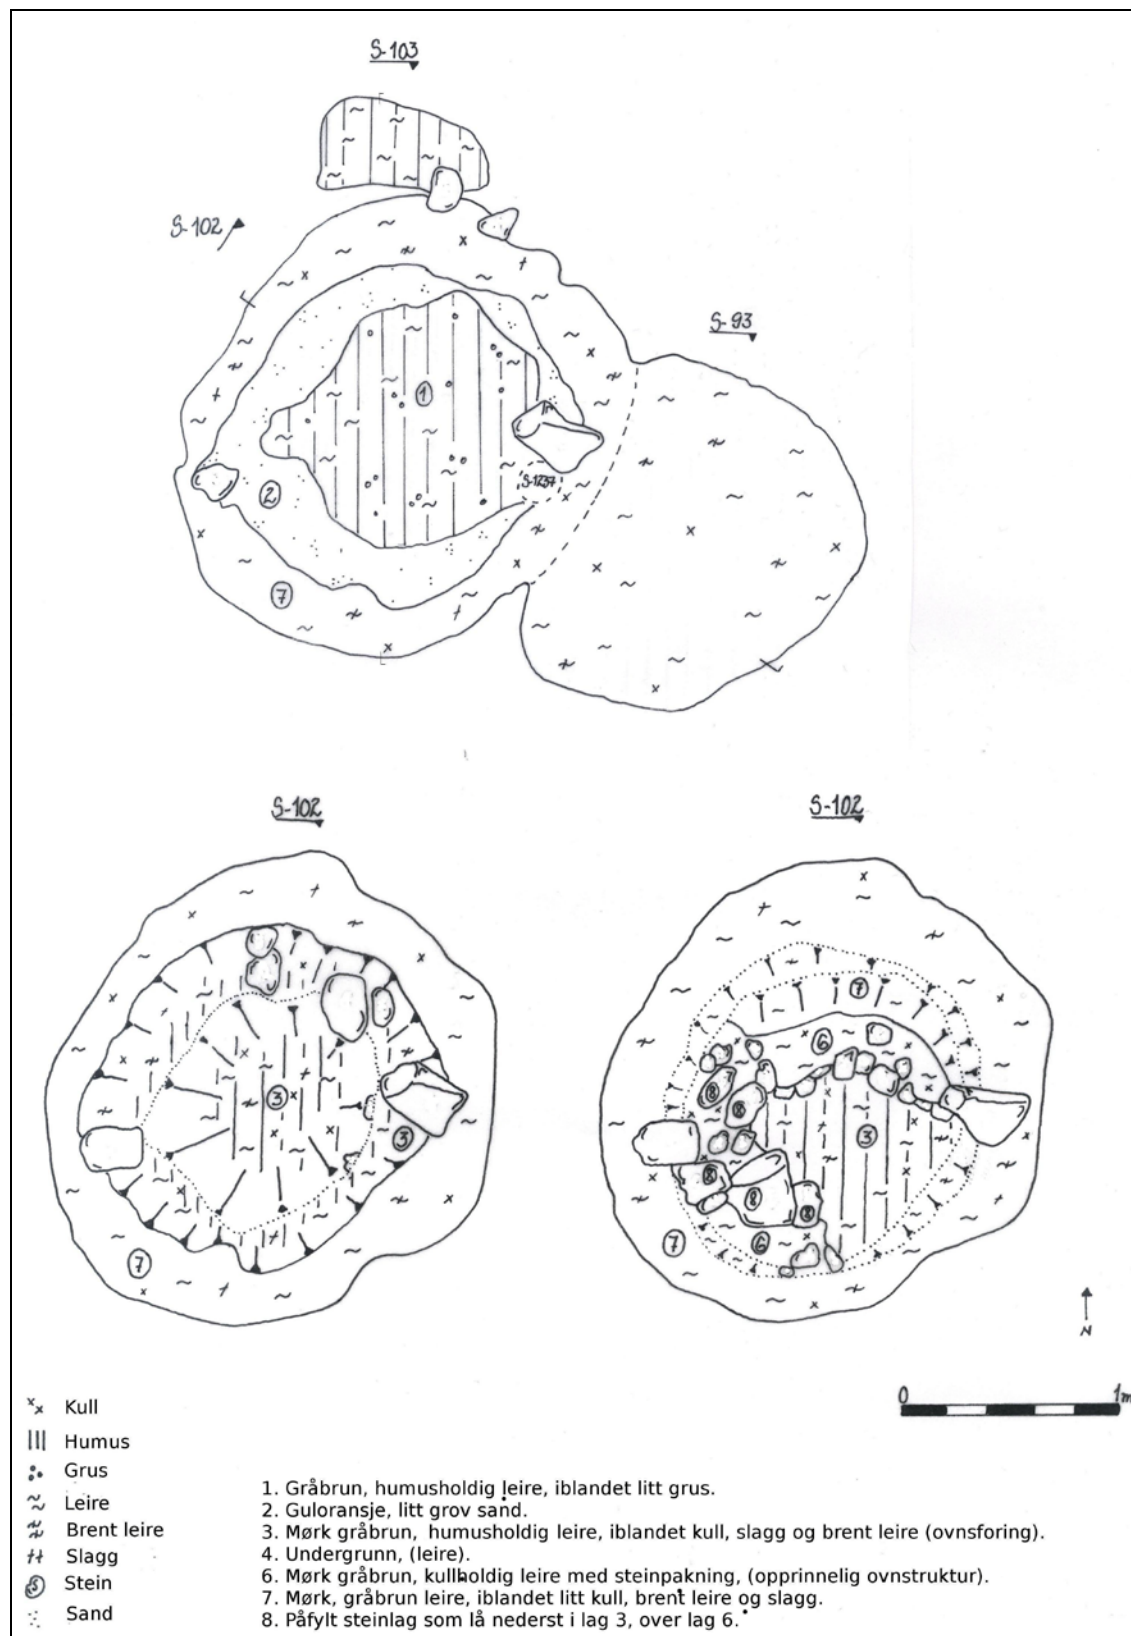 S-103
S-102
S-93
1
S-1237
2
7
S-102
S-102
7
6
8
8
3
3
3
8
8
8
7
6
7
N
0 1m
Kull
Humus
Grus
Leire
Brent leire
Slagg
Stein
Sand
1. Gråbrun, humusholdig leire, iblandet litt grus.
2. Guloransje, litt grov sand.
3. Mørk gråbrun, humusholdig leire, iblandet kull, slagg og brent leire (ovnsforing).
4. Undergrunn, (leire).
6. Mørk gråbrun, kullholdig leire med steinpakning, (opprinnelig ovnstruktur).
7. Mørk, gråbrun leire, iblandet litt kull, brent leire og slagg.
8. Påfylt steinlag som lå nederst i lag 3, over lag 6.